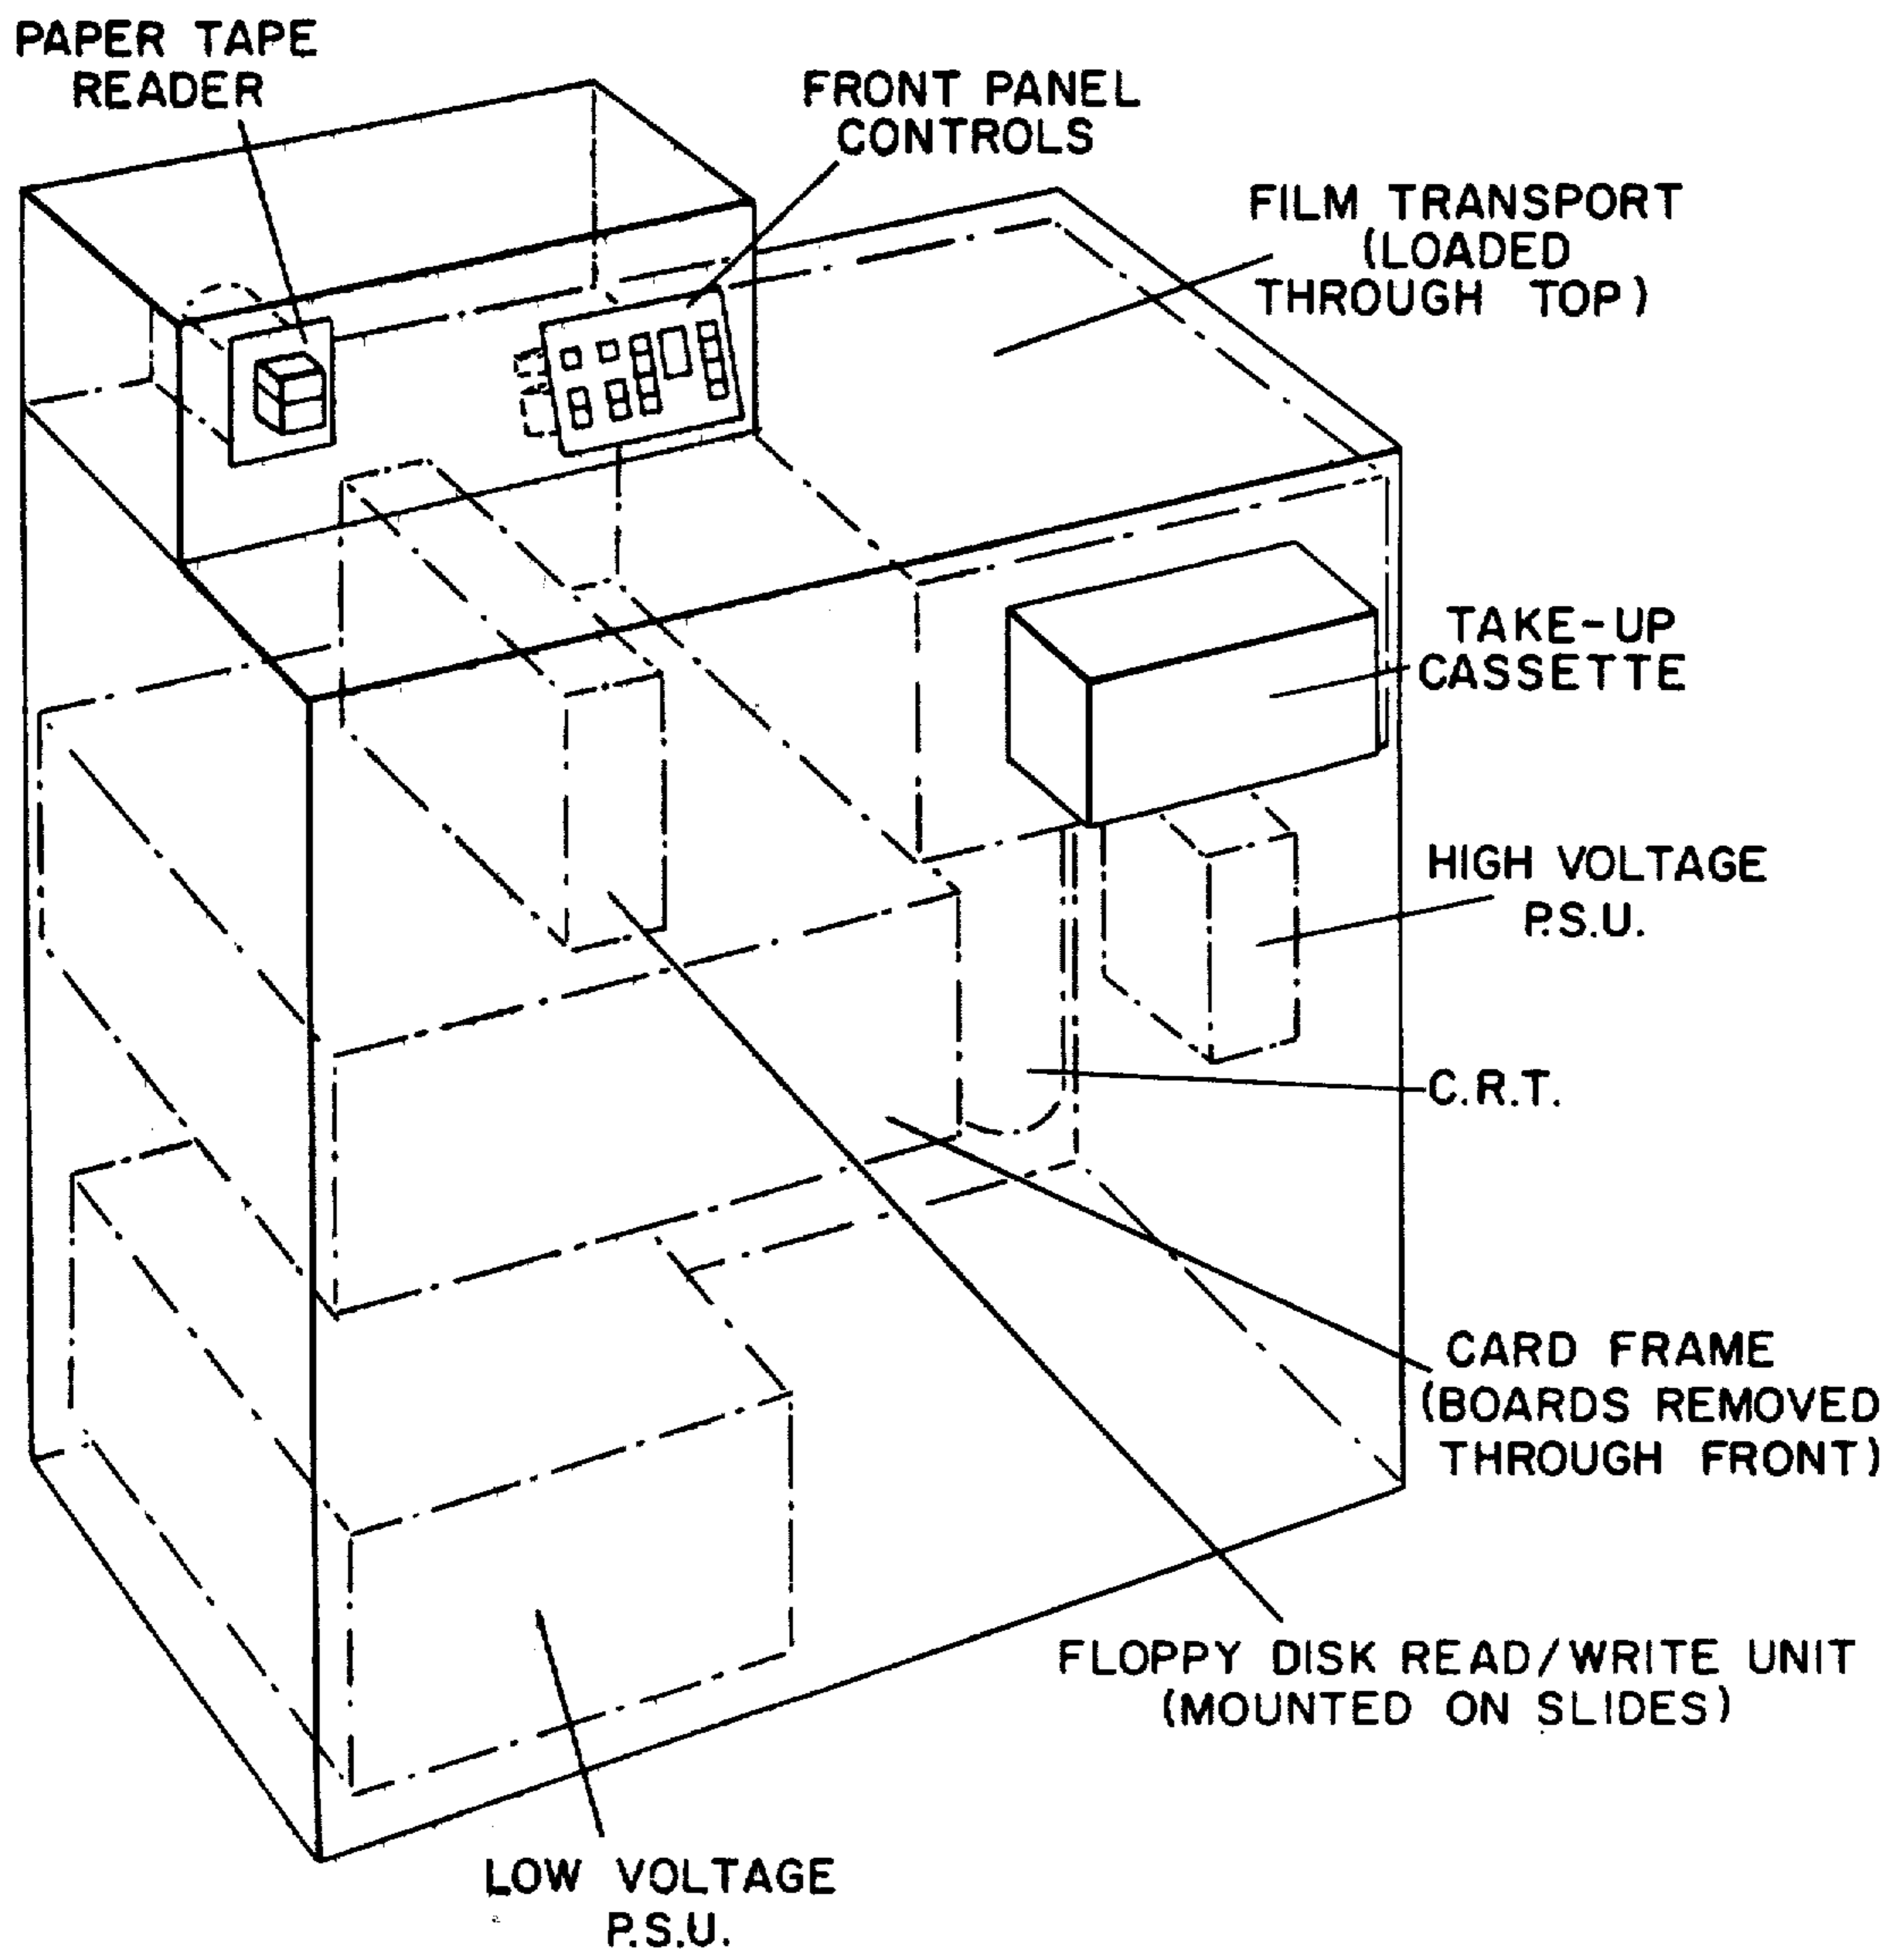 PAPER TAPE
READER
FRONT PANEL
CONTROLS
FILM TRANSPORT
(LOADED
THROUGH TOP)
TAKE-UP
CASSETTE
HIGH VOLTAGE
P.S.U.
C.R.T.
CARD FRAME
(BOARDS REMOVED
THROUGH FRONT)
FLOPPY DISK READ/WRITE UNIT
(MOUNTED ON SLIDES)
LOW VOLTAGE
P.S.U.